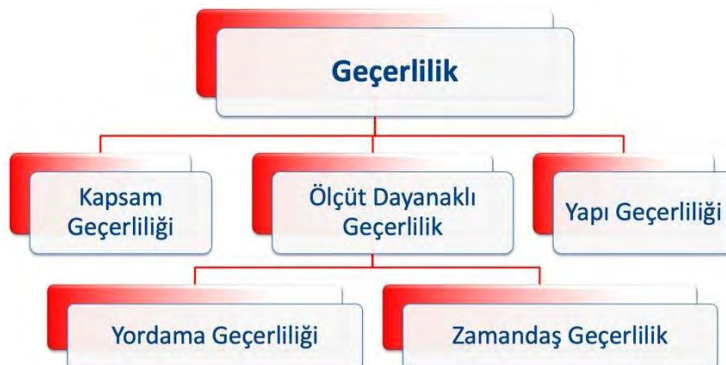 Geçerlilik
Kapsam
Geçerliliği
Ölçüt Dayanaklı
Geçerlilik
Yapı Geçerliliği
Yordama Geçerliliği
Zamandaş Geçerlilik